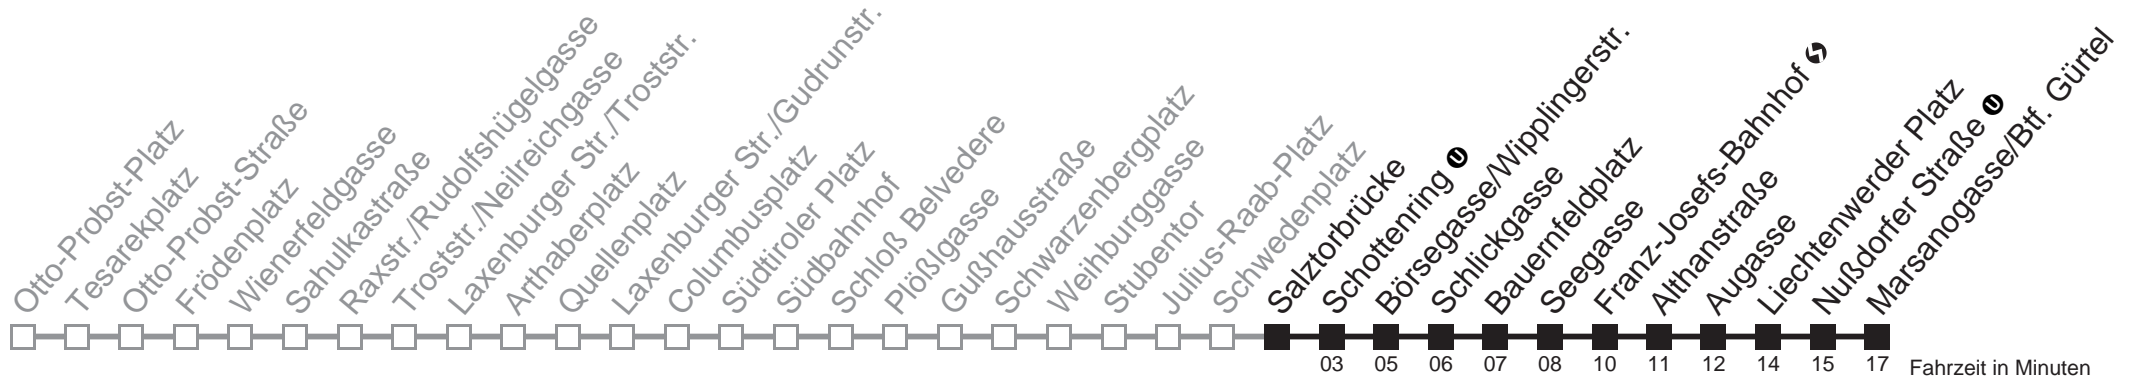 Otto-Probst-Platz
Tesarekplatz
Otto-Probst-Straße
Frödenplatz
Wienerfeldgasse
Sahulkastraße
Raxstr./Rudolfshügelgasse
Troststr./Neilreichgasse
Laxenburger Str./Troststr.
Arthaberplatz
Quellenplatz
Laxenburger Str./Gudrunstr.
Columbusplatz
Südtiroler Platz
Südbahnhof
Schloß Belvedere
Plößlgasse
Gußhausstraße
Schwarzenbergplatz
Weihburggasse
Stubentor
Julius-Raab-Platz
Schwedenplatz
Salztorbrücke
Schottenring U
Börsegasse/Wipplingerstr.
Schlickgasse
Bauernfeldplatz
Seegasse
Franz-Josefs-Bahnhof
Althanstraße
Augasse
Liechtenwerder Platz
Nußdorfer Straße U
Marsanogasse/Btf. Gürtel
03 05 06 07 08 10 11 12 14 15 17 Fahrzeit in Minuten